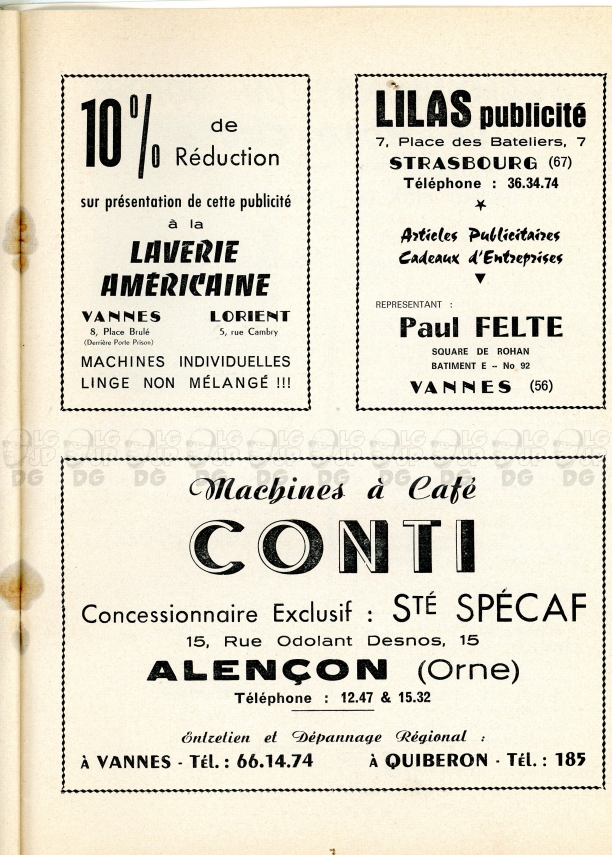 10% de
Réduction
sur présentation de cette publicité
à la
LAVERIE
AMÉRICAINE
VANNES LORIENT
8, Place Brulé 5, rue Cambry
(Derrière Porte Prison)
MACHINES INDIVIDUELLES
LINGE NON MÉLANGÉ !!!
LILAS publicité
7, Place des Bateliers, 7
STRASBOURG (67)
Téléphone : 36.34.74
Articles Publicitaires
Cadeaux d'Entreprises
REPRESENTANT :
Paul FELTE
SQUARE DE ROHAN
BATIMENT E -- No 92
VANNES (56)
Machines à Café
CONTI
Concessionnaire Exclusif : STÉ SPÉCAF
15, Rue Odolant Desnos, 15
ALENÇON (Orne)
Téléphone : 12.47 & 15.32
Entretien et Dépannage Régional :
à VANNES - Tél. : 66.14.74 à QUIBERON - Tél. : 185